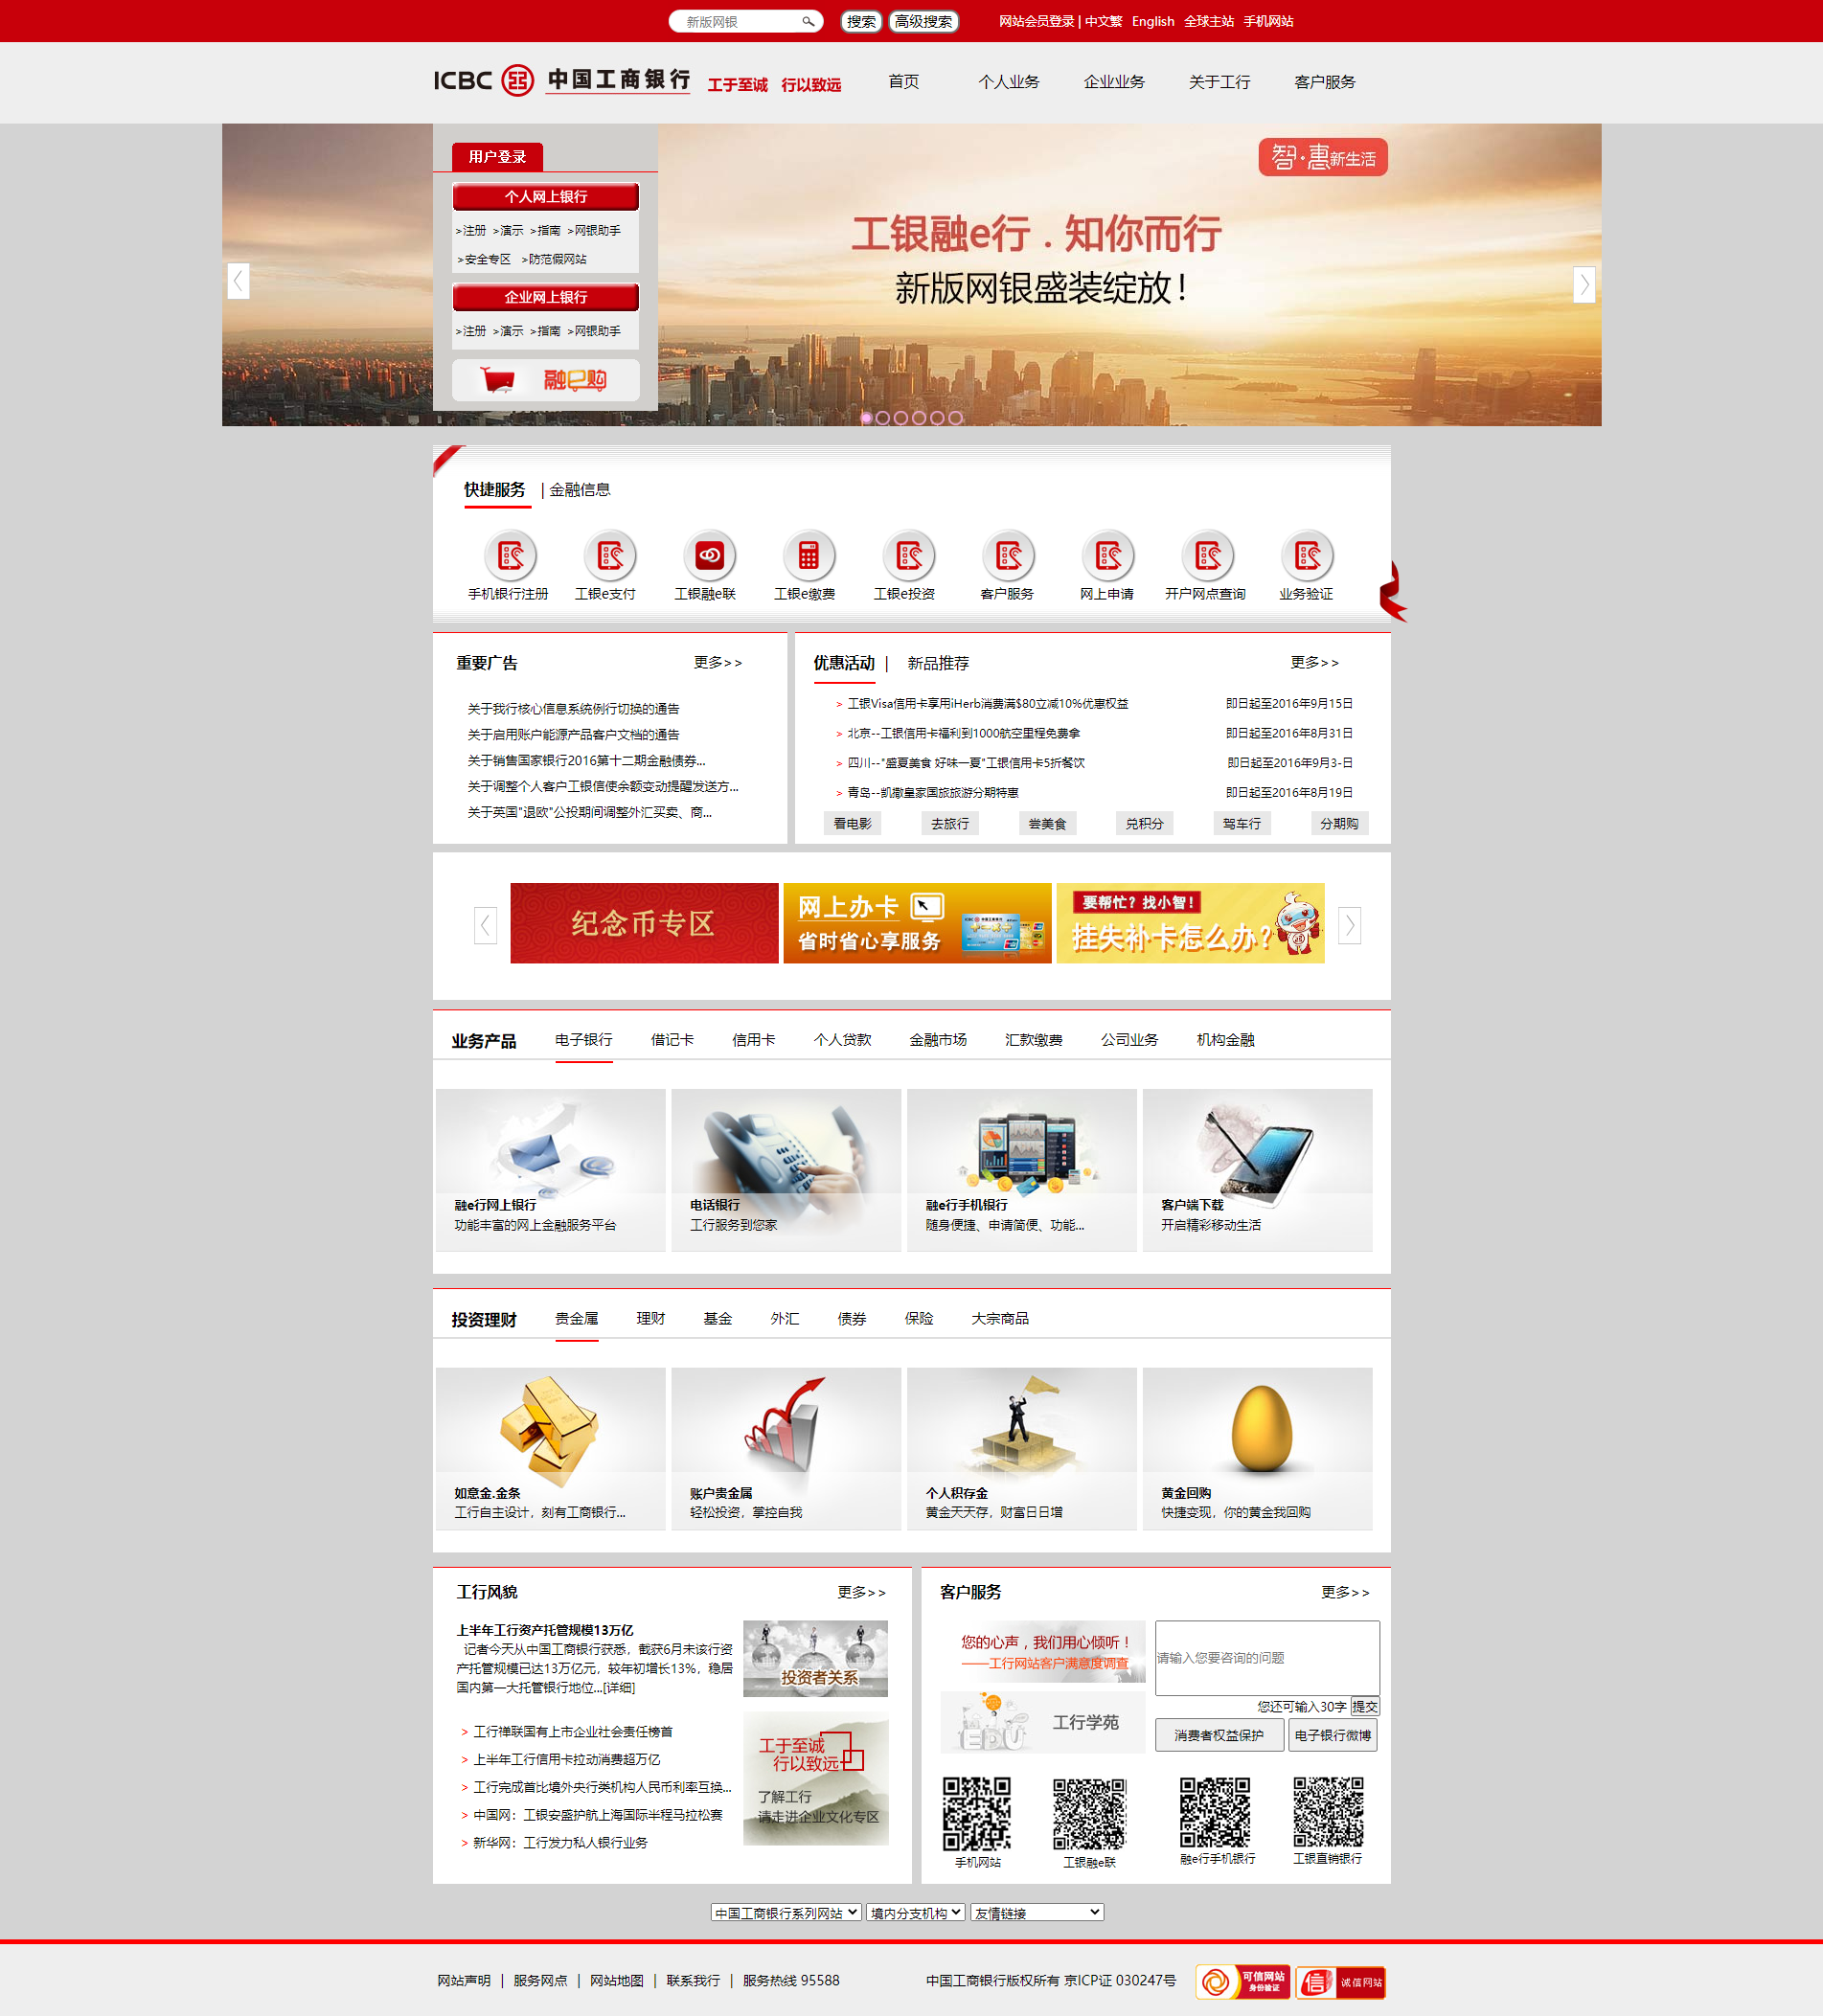 新版网银 搜索 高级搜索 网站会员登录 | 中文繁 English 全球主站 手机网站
ICBC 中国工商银行 工于至诚 行以致远 首页 个人业务 企业业务 关于工行 客户服务
用户登录
个人网上银行
>注册 >演示 >指南 >网银助手
>安全专区 >防范假网站
企业网上银行
>注册 >演示 >指南 >网银助手
融e购
智·惠新生活
工银融e行．知你而行
新版网银盛装绽放！
快捷服务 | 金融信息
手机银行注册 工银e支付 工银融e联 工银e缴费 工银e投资 客户服务 网上申请 开户网点查询 业务验证
重要广告 更多>>
关于我行核心信息系统例行切换的通告
关于启用账户能源产品客户文档的通告
关于销售国家银行2016第十二期金融债券...
关于调整个人客户工银信使余额变动提醒发送方...
关于英国"退欧"公投期间调整外汇买卖、商...
优惠活动 | 新品推荐 更多>>
> 工银Visa信用卡享用iHerb消费满$80立减10%优惠权益 即日起至2016年9月15日
> 北京--工银信用卡福利到1000航空里程免费拿 即日起至2016年8月31日
> 四川--"盛夏美食 好味一夏"工银信用卡5折餐饮 即日起至2016年9月3-日
> 青岛--凯撒皇家国旅旅游分期特惠 即日起至2016年8月19日
看电影 去旅行 尝美食 兑积分 驾车行 分期购
纪念币专区
网上办卡
省时省心享服务
要帮忙？找小智！
挂失补卡怎么办？
业务产品 电子银行 借记卡 信用卡 个人贷款 金融市场 汇款缴费 公司业务 机构金融
融e行网上银行
功能丰富的网上金融服务平台
电话银行
工行服务到您家
融e行手机银行
随身便捷、申请简便、功能...
客户端下载
开启精彩移动生活
投资理财 贵金属 理财 基金 外汇 债券 保险 大宗商品
如意金.金条
工行自主设计，刻有工商银行...
账户贵金属
轻松投资，掌控自我
个人积存金
黄金天天存，财富日日增
黄金回购
快捷变现，你的黄金我回购
工行风貌 更多>>
上半年工行资产托管规模13万亿
记者今天从中国工商银行获悉，截获6月未该行资
产托管规模已达13万亿元，较年初增长13%，稳居
国内第一大托管银行地位...[详细]
投资者关系
> 工行禅联国有上市企业社会责任榜首
> 上半年工行信用卡拉动消费超万亿
> 工行完成首比境外央行类机构人民币利率互换...
> 中国网：工银安盛护航上海国际半程马拉松赛
> 新华网：工行发力私人银行业务
工于至诚
行以致远
了解工行
请走进企业文化专区
客户服务 更多>>
您的心声，我们用心倾听！
——工行网站客户满意度调查
EDU 工行学苑
请输入您要咨询的问题
您还可输入30字 提交
消费者权益保护 电子银行微博
手机网站 工银融e联 融e行手机银行 工银直销银行
中国工商银行系列网站 境内分支机构 友情链接
网站声明 | 服务网点 | 网站地图 | 联系我行 | 服务热线 95588 中国工商银行版权所有 京ICP证 030247号
可信网站
身份验证
信 诚信网站